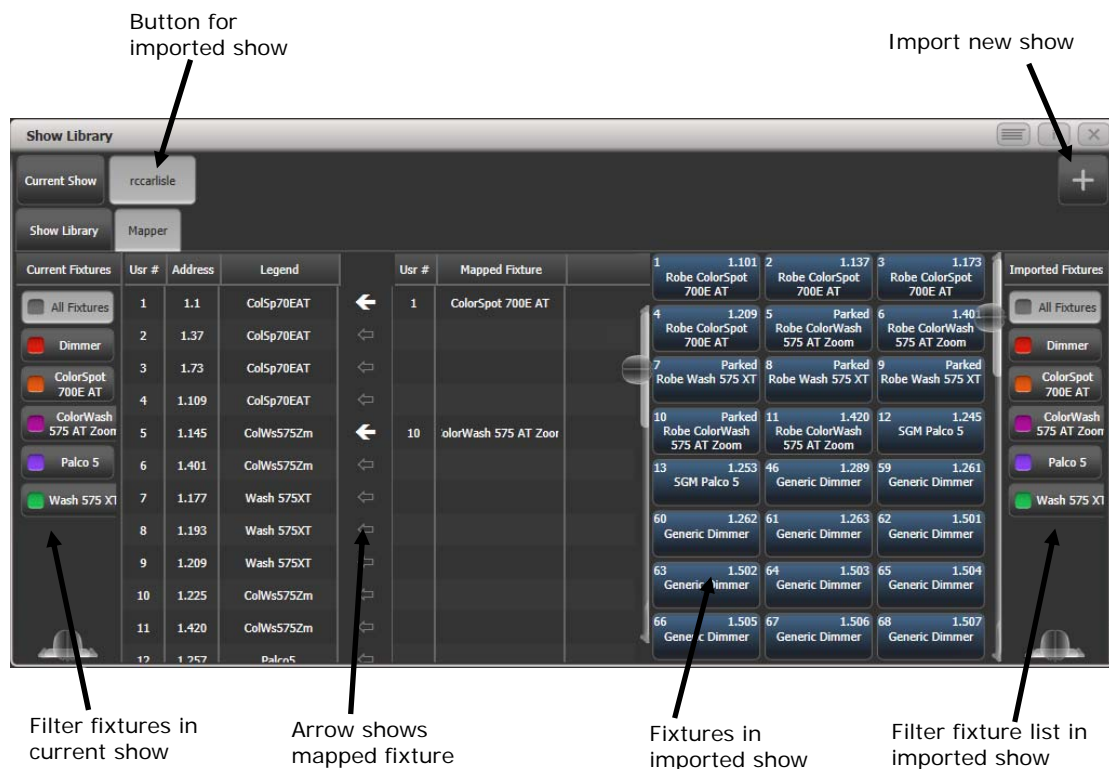 Button for
imported show
Import new show
Show Library
Current Show
rccarlisle
+
Show Library
Mapper
Current Fixtures
Usr #
Address
Legend
Usr #
Mapped Fixture
Imported Fixtures
All Fixtures
Dimmer
ColorSpot
700E AT
ColorWash
575 AT Zoom
Palco 5
Wash 575 XT
1 1.1 ColSp70EAT 1 ColorSpot 700E AT
2 1.37 ColSp70EAT
3 1.73 ColSp70EAT
4 1.109 ColSp70EAT
5 1.145 ColWs575Zm 10 olorWash 575 AT Zoor
6 1.401 ColWs575Zm
7 1.177 Wash 575XT
8 1.193 Wash 575XT
9 1.209 Wash 575XT
10 1.225 ColWs575Zm
11 1.420 ColWs575Zm
12 1.257 Palco5
1 1.101
Robe ColorSpot
700E AT
2 1.137
Robe ColorSpot
700E AT
3 1.173
Robe ColorSpot
700E AT
4 1.209
Robe ColorSpot
700E AT
5 Parked
Robe ColorWash
575 AT Zoom
6 1.401
Robe ColorWash
575 AT Zoom
7 Parked
Robe Wash 575 XT
8 Parked
Robe Wash 575 XT
9 Parked
Robe Wash 575 XT
10 Parked
Robe ColorWash
575 AT Zoom
11 1.420
Robe ColorWash
575 AT Zoom
12 1.245
SGM Palco 5
13 1.253
SGM Palco 5
46 1.289
Generic Dimmer
59 1.261
Generic Dimmer
60 1.262
Generic Dimmer
61 1.263
Generic Dimmer
62 1.501
Generic Dimmer
63 1.502
Generic Dimmer
64 1.503
Generic Dimmer
65 1.504
Generic Dimmer
66 1.505
Generic Dimmer
67 1.506
Generic Dimmer
68 1.507
Generic Dimmer
All Fixtures
Dimmer
ColorSpot
700E AT
ColorWash
575 AT Zoom
Palco 5
Wash 575 XT
Filter fixtures in
current show
Arrow shows
mapped fixture
Fixtures in
imported show
Filter fixture list in
imported show